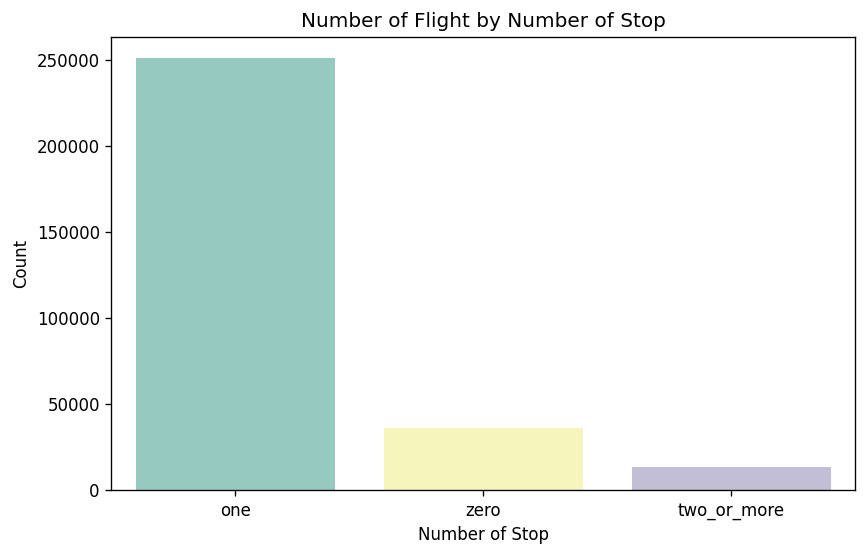 Number of Flight by Number of Stop
250000
200000
150000
100000
50000
0
Count
one
zero
two_or_more
Number of Stop